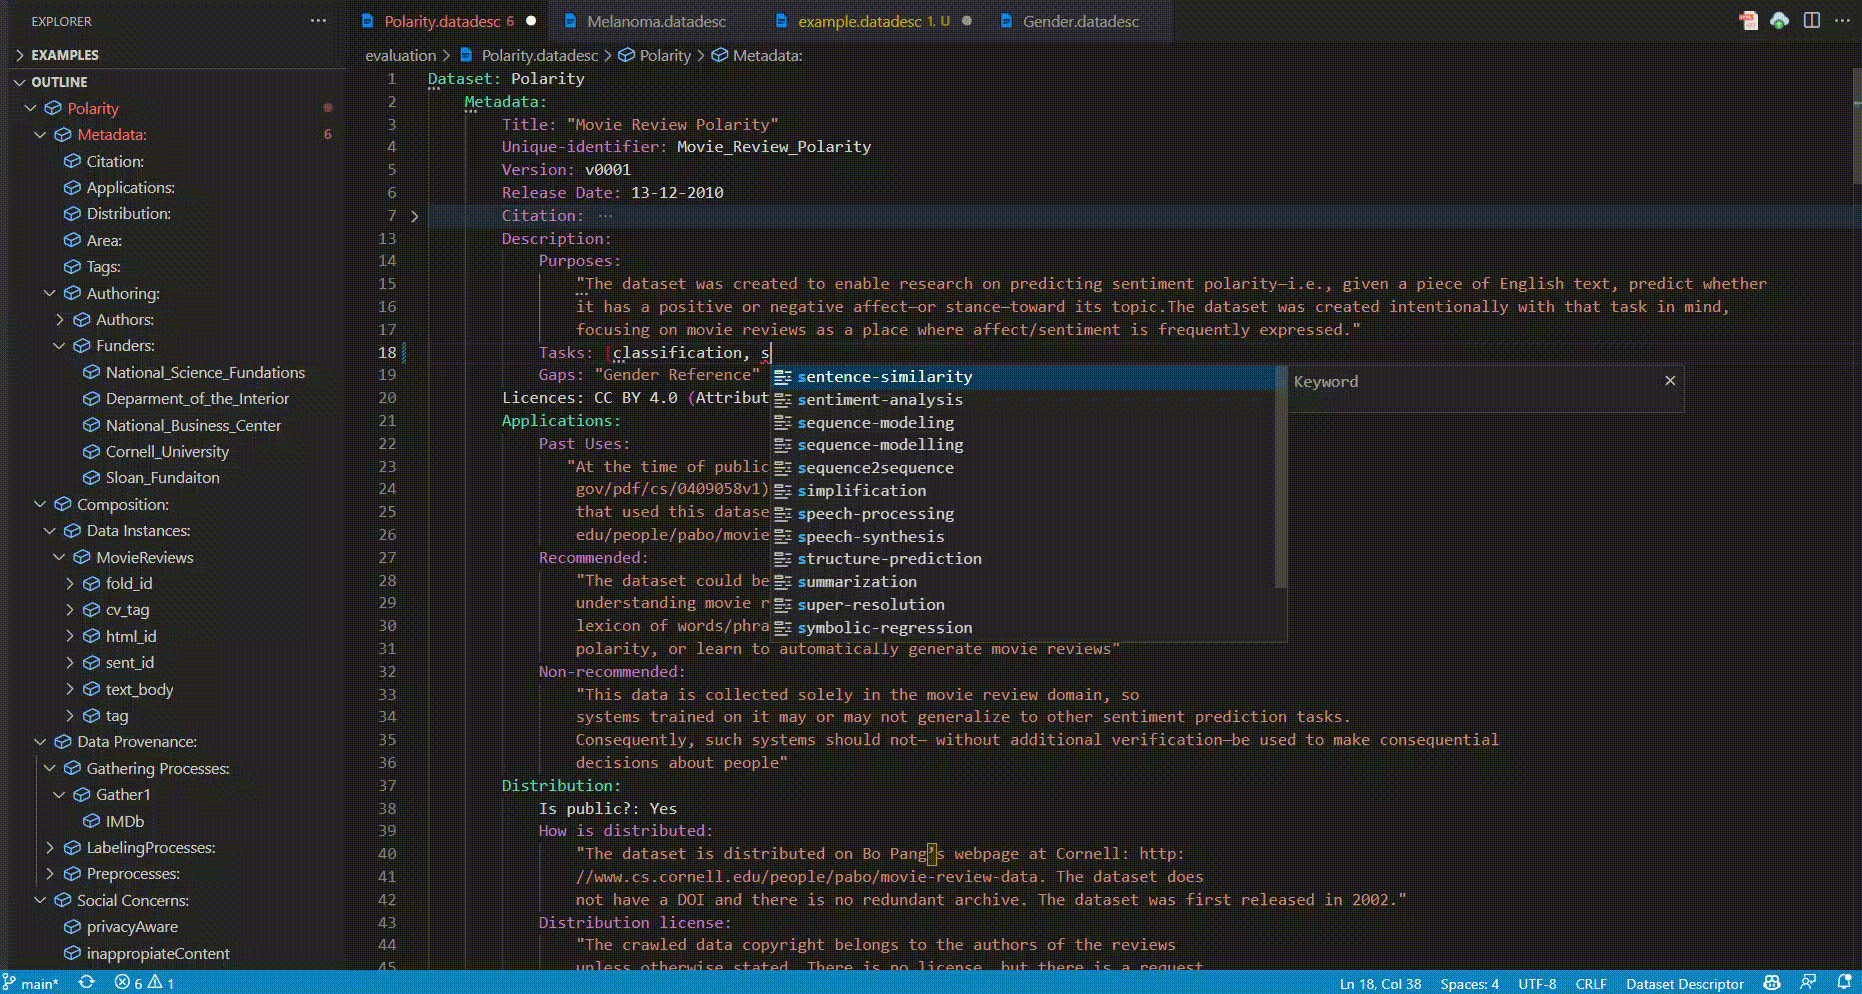 EXPLORER ···
EXAMPLES
OUTLINE
Polarity
Metadata: 6
Citation:
Applications:
Distribution:
Area:
Tags:
Authoring:
Authors:
Funders:
National_Science_Fundations
Deparment_of_the_Interior
National_Business_Center
Cornell_University
Sloan_Fundaiton
Composition:
Data Instances:
MovieReviews
fold_id
cv_tag
html_id
sent_id
text_body
tag
Data Provenance:
Gathering Processes:
Gather1
IMDb
LabelingProcesses:
Preprocesses:
Social Concerns:
privacyAware
inappropiateContent
Polarity.datadesc 6 Melanoma.datadesc example.datadesc 1, U Gender.datadesc
evaluation > Polarity.datadesc > Polarity > Metadata:
1 Dataset: Polarity
2 Metadata:
3 Title: "Movie Review Polarity"
4 Unique-identifier: Movie_Review_Polarity
5 Version: v0001
6 Release Date: 13-12-2010
7 Citation: ···
13 Description:
14 Purposes:
15 "The dataset was created to enable research on predicting sentiment polarity—i.e., given a piece of English text, predict whether
16 it has a positive or negative affect—or stance—toward its topic.The dataset was created intentionally with that task in mind,
17 focusing on movie reviews as a place where affect/sentiment is frequently expressed."
18 Tasks: [classification, s
19 Gaps: "Gender Reference"
20 Licences: CC BY 4.0 (Attribut
21 Applications:
22 Past Uses:
23 "At the time of public
24 gov/pdf/cs/0409058v1)
25 that used this datase
26 edu/people/pabo/movie
27 Recommended:
28 "The dataset could be
29 understanding movie r
30 lexicon of words/phra
31 polarity, or learn to automatically generate movie reviews"
32 Non-recommended:
33 "This data is collected solely in the movie review domain, so
34 systems trained on it may or may not generalize to other sentiment prediction tasks.
35 Consequently, such systems should not— without additional verification—be used to make consequential
36 decisions about people"
37 Distribution:
38 Is public?: Yes
39 How is distributed:
40 "The dataset is distributed on Bo Pang’s webpage at Cornell: http:
41 //www.cs.cornell.edu/people/pabo/movie-review-data. The dataset does
42 not have a DOI and there is no redundant archive. The dataset was first released in 2002."
43 Distribution license:
44 "The crawled data copyright belongs to the authors of the reviews
45 unless otherwise stated. There is no license, but there is a request
sentence-similarity
sentiment-analysis
sequence-modeling
sequence-modelling
sequence2sequence
simplification
speech-processing
speech-synthesis
structure-prediction
summarization
super-resolution
symbolic-regression
Keyword
main* 6 1 Ln 18, Col 38 Spaces: 4 UTF-8 CRLF Dataset Descriptor